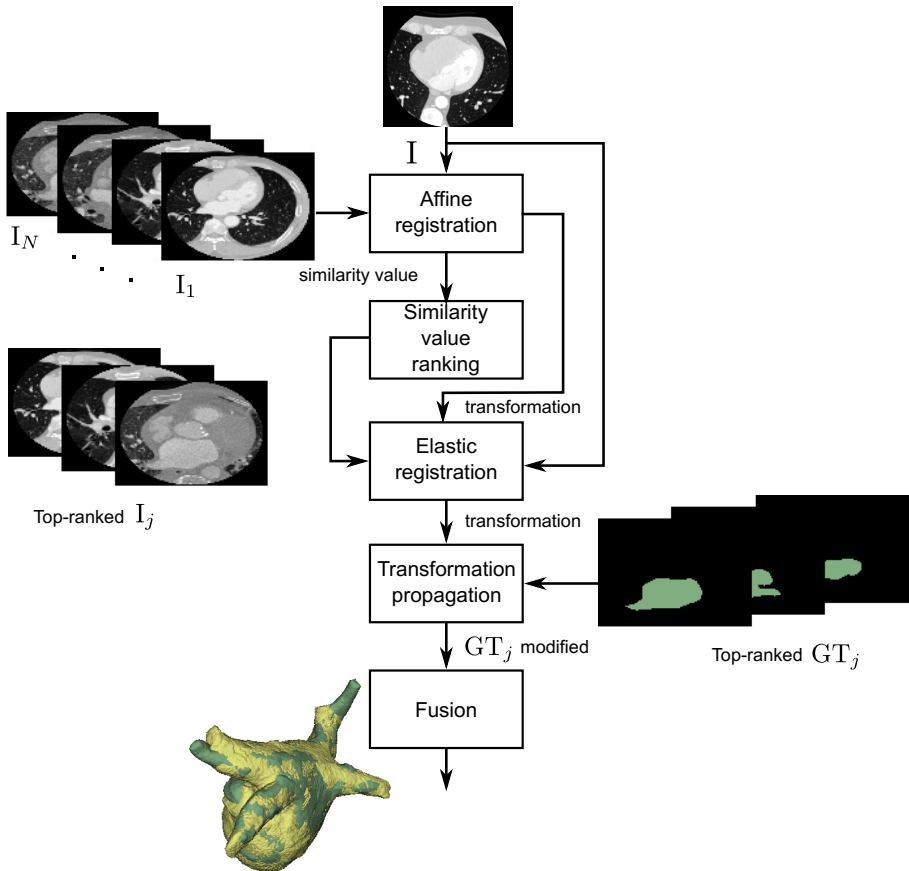 I
Affine
registration
I_N
. . .
I_1
similarity value
Similarity
value
ranking
transformation
Elastic
registration
Top-ranked I_j
transformation
Transformation
propagation
GT_j modified
Top-ranked GT_j
Fusion